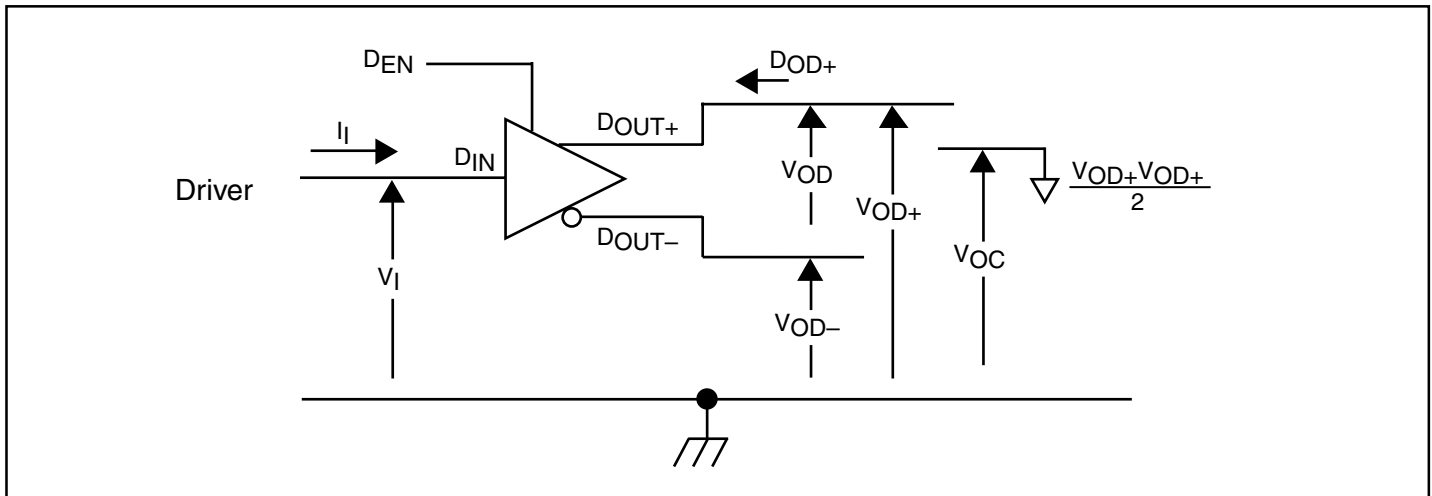 DEN
DOD+
II
DOUT+
DIN
VOD
VOD+VOD+
2
Driver
VOD+
DOUT–
VOC
VI
VOD–